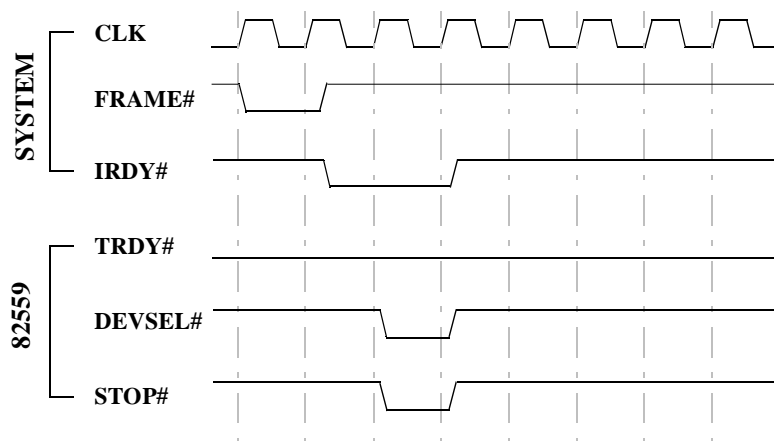 SYSTEM
CLK
FRAME#
IRDY#
82559
TRDY#
DEVSEL#
STOP#